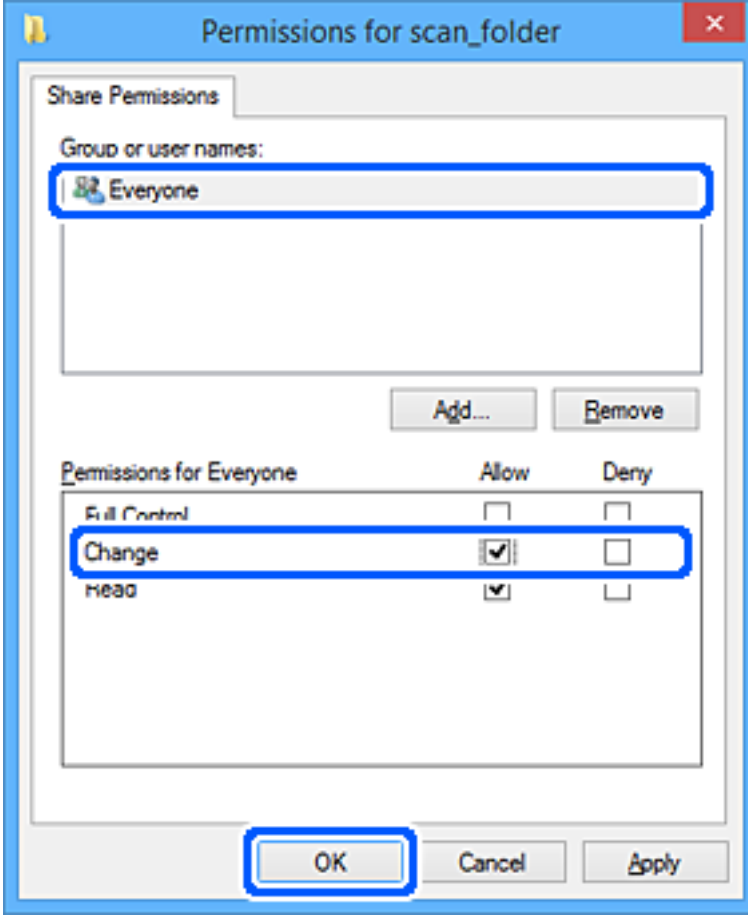 Permissions for scan_folder
Share Permissions
Group or user names:
Everyone
Add... Remove
Permissions for Everyone Allow Deny
Full Control
Change
Read
OK Cancel Apply